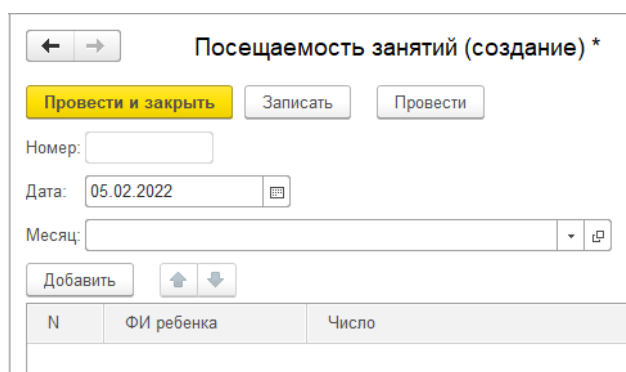 Посещаемость занятий (создание) *
Провести и закрыть Записать Провести
Номер:
Дата: 05.02.2022
Месяц:
Добавить
N ФИ ребенка Число